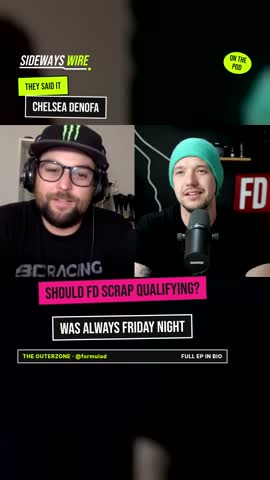 SIDEWAYS WIRE.
ON THE
POD
THEY SAID IT
CHELSEA DENOFA
FD
RACING
SHOULD FD SCRAP QUALIFYING?
WAS ALWAYS FRIDAY NIGHT
THE OUTERZONE - @formulad
FULL EP IN BIO